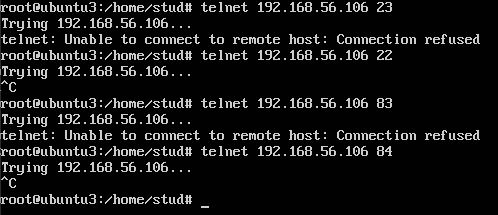 root@ubuntu3:/home/stud# telnet 192.168.56.106 23
Trying 192.168.56.106...
telnet: Unable to connect to remote host: Connection refused
root@ubuntu3:/home/stud# telnet 192.168.56.106 22
Trying 192.168.56.106...
^C
root@ubuntu3:/home/stud# telnet 192.168.56.106 83
Trying 192.168.56.106...
telnet: Unable to connect to remote host: Connection refused
root@ubuntu3:/home/stud# telnet 192.168.56.106 84
Trying 192.168.56.106...
^C
root@ubuntu3:/home/stud# _